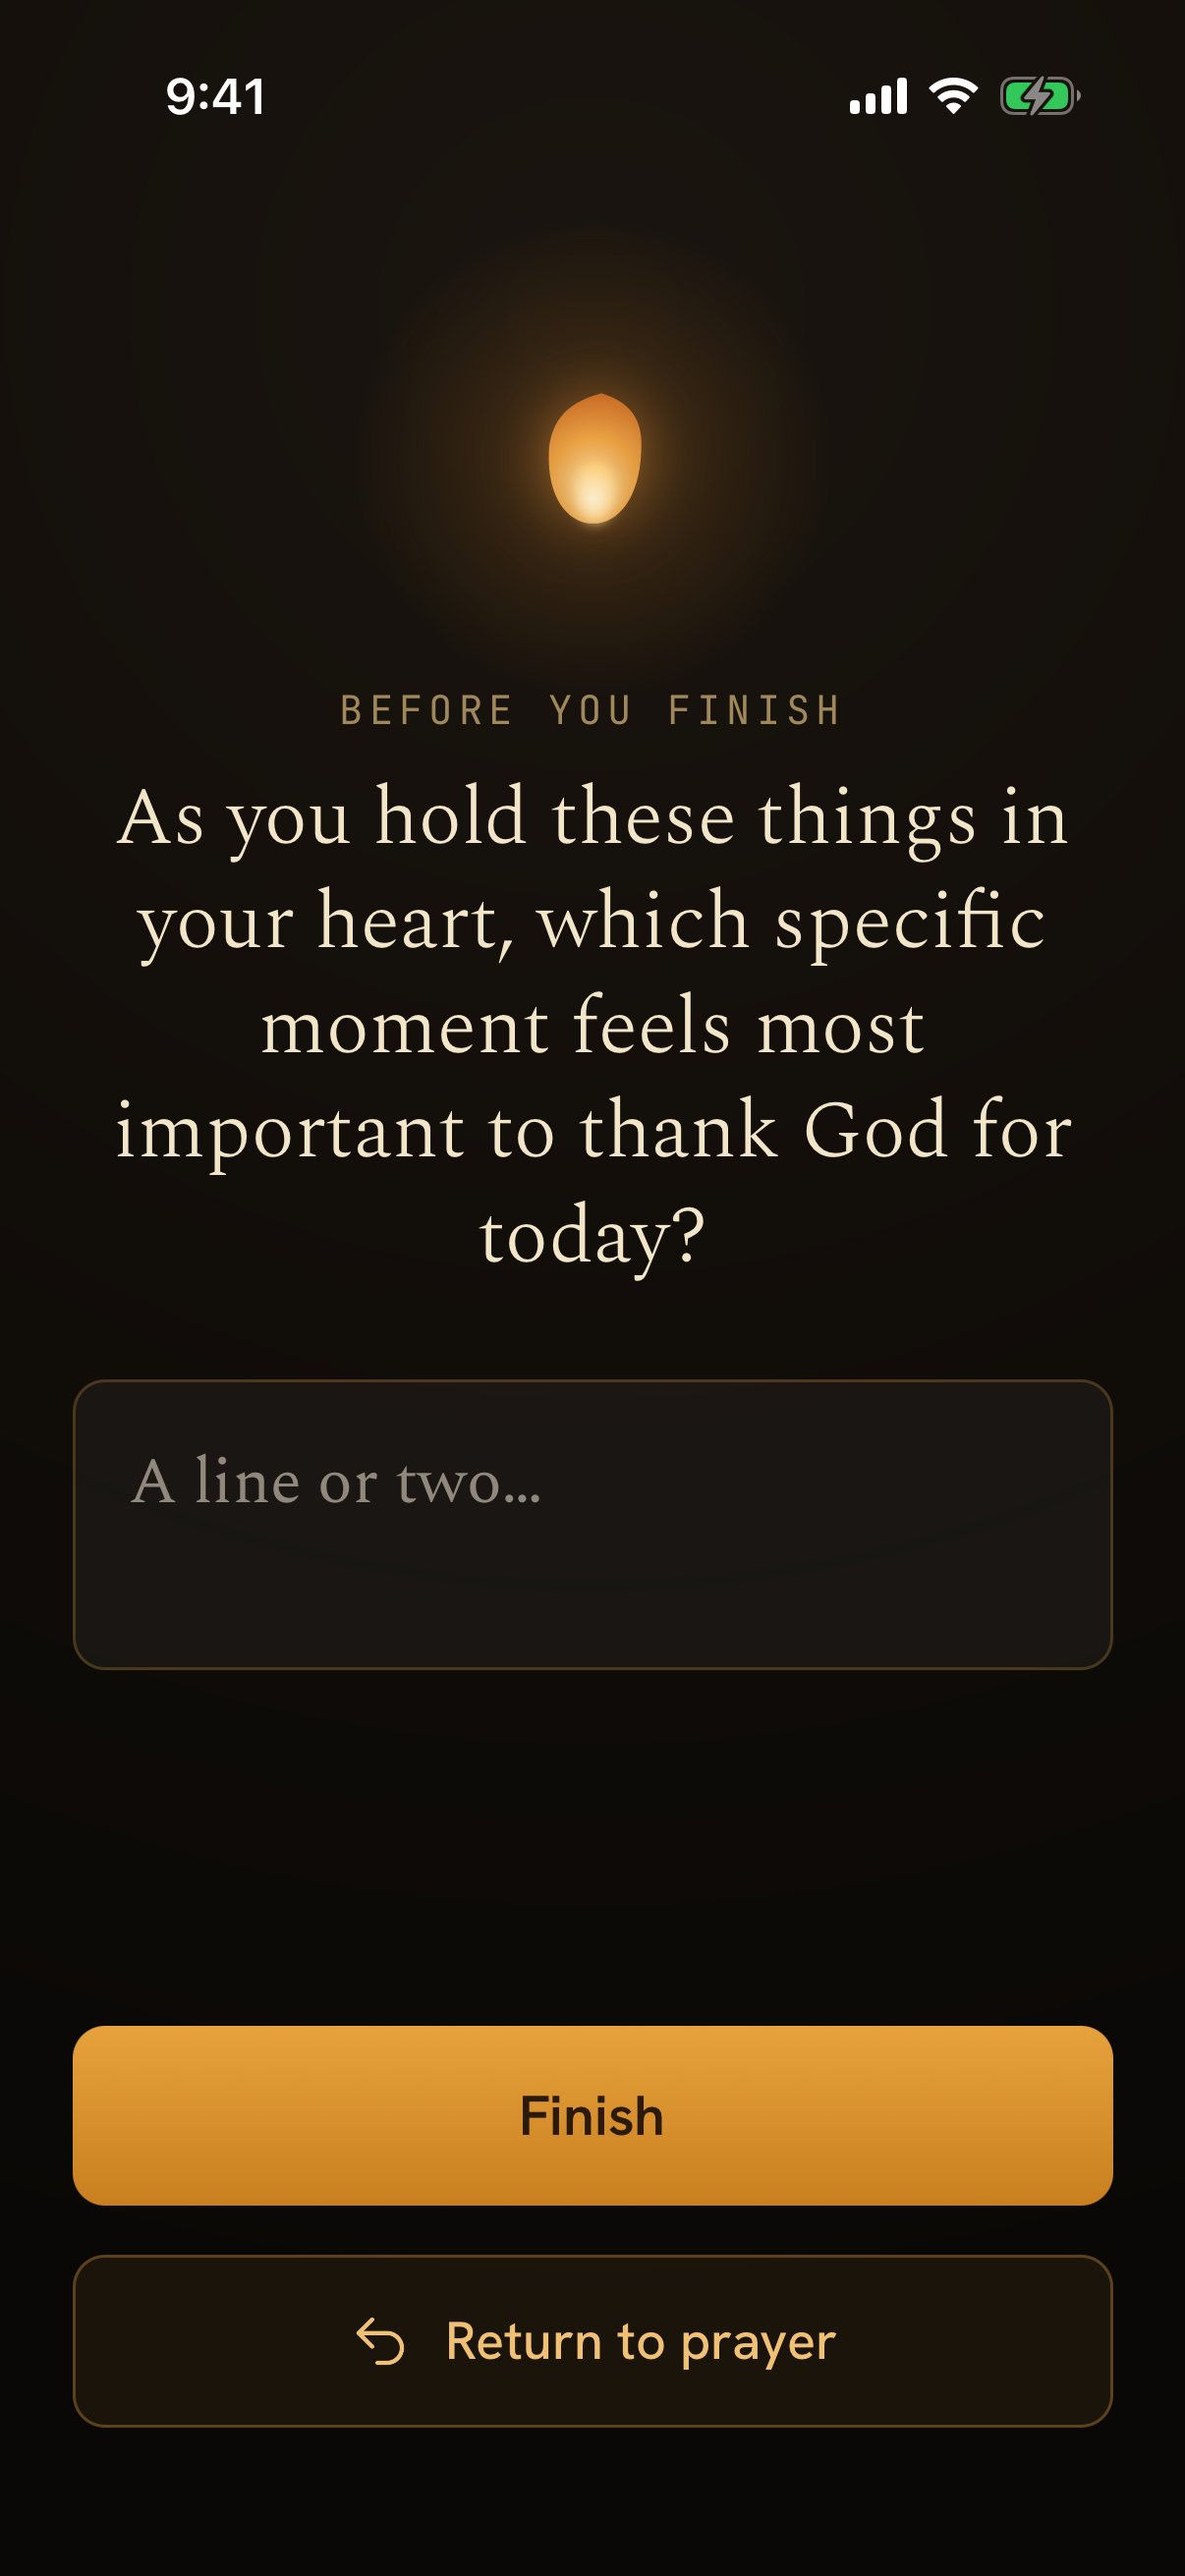 9:41
BEFORE YOU FINISH
As you hold these things in
your heart, which specific
moment feels most
important to thank God for
today?
A line or two...
Finish
Return to prayer